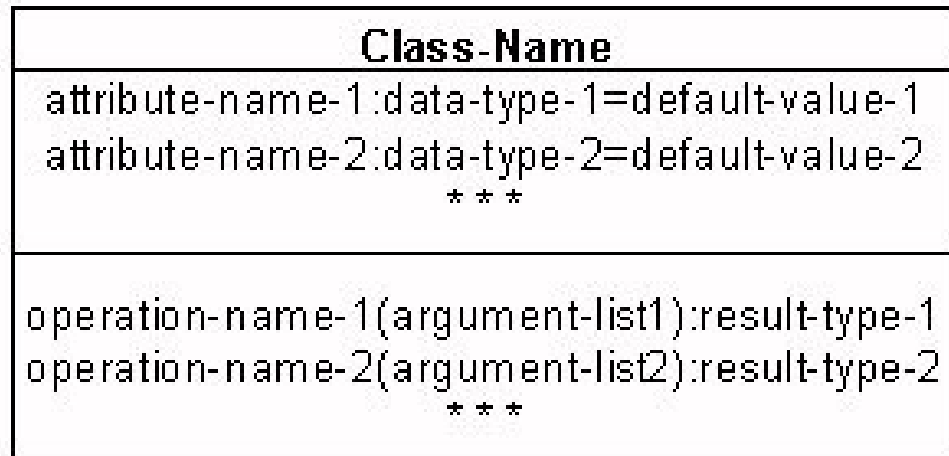 Class-Name
attribute-name-1:data-type-1=default-value-1
attribute-name-2:data-type-2=default-value-2
* * *
operation-name-1(argument-list1):result-type-1
operation-name-2(argument-list2):result-type-2
* * *